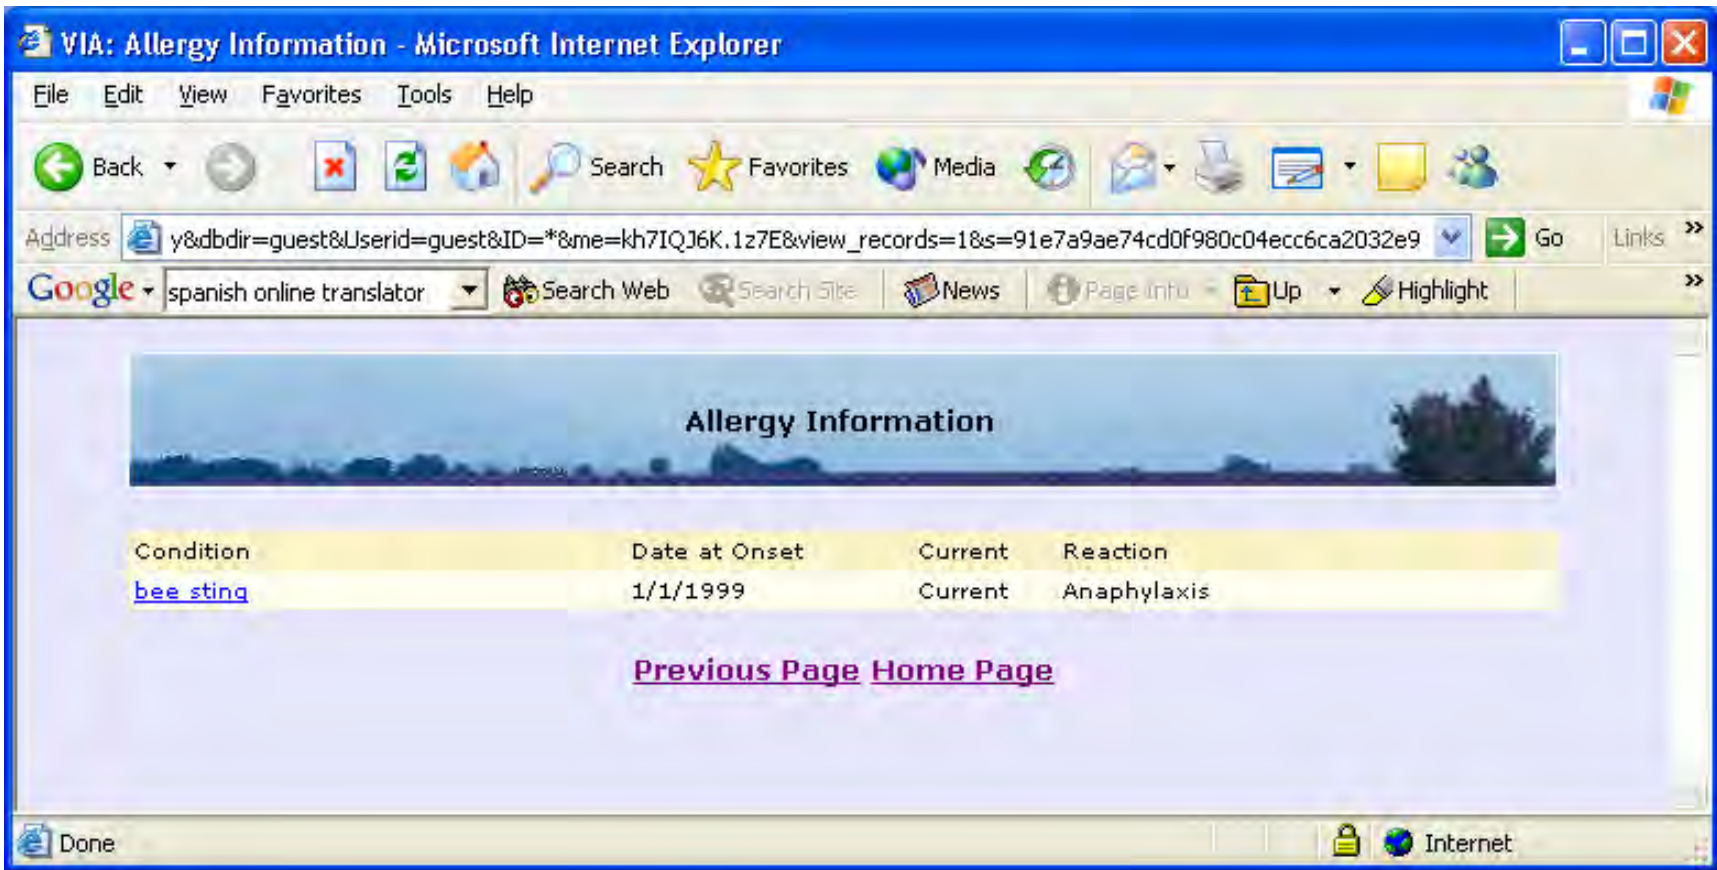 VIA: Allergy Information - Microsoft Internet Explorer
File Edit View Favorites Tools Help
Back Search Favorites Media
Address y&dbdir=guest&Userid=guest&ID=*&me=kh7IQJ6K.1z7E&view_records=1&s=91e7a9ae74cd0f980c04ecc6ca2032e9 Go Links »
Google spanish online translator Search Web Search Site News Page Info Up Highlight »
Allergy Information
Condition Date at Onset Current Reaction
bee sting 1/1/1999 Current Anaphylaxis
Previous Page Home Page
Done Internet